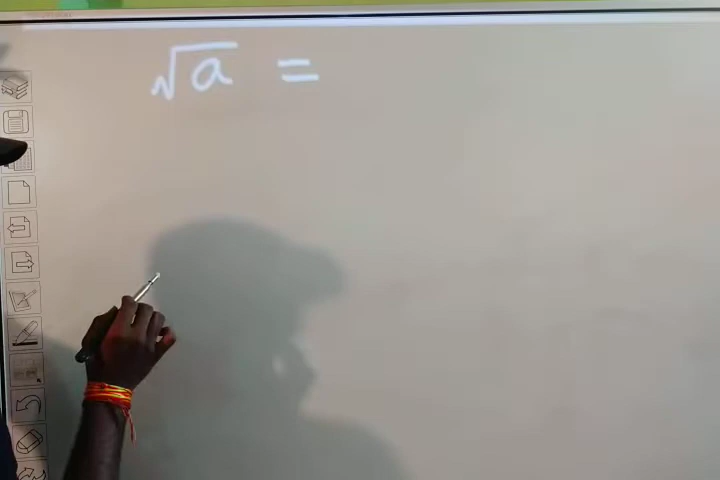 √a =